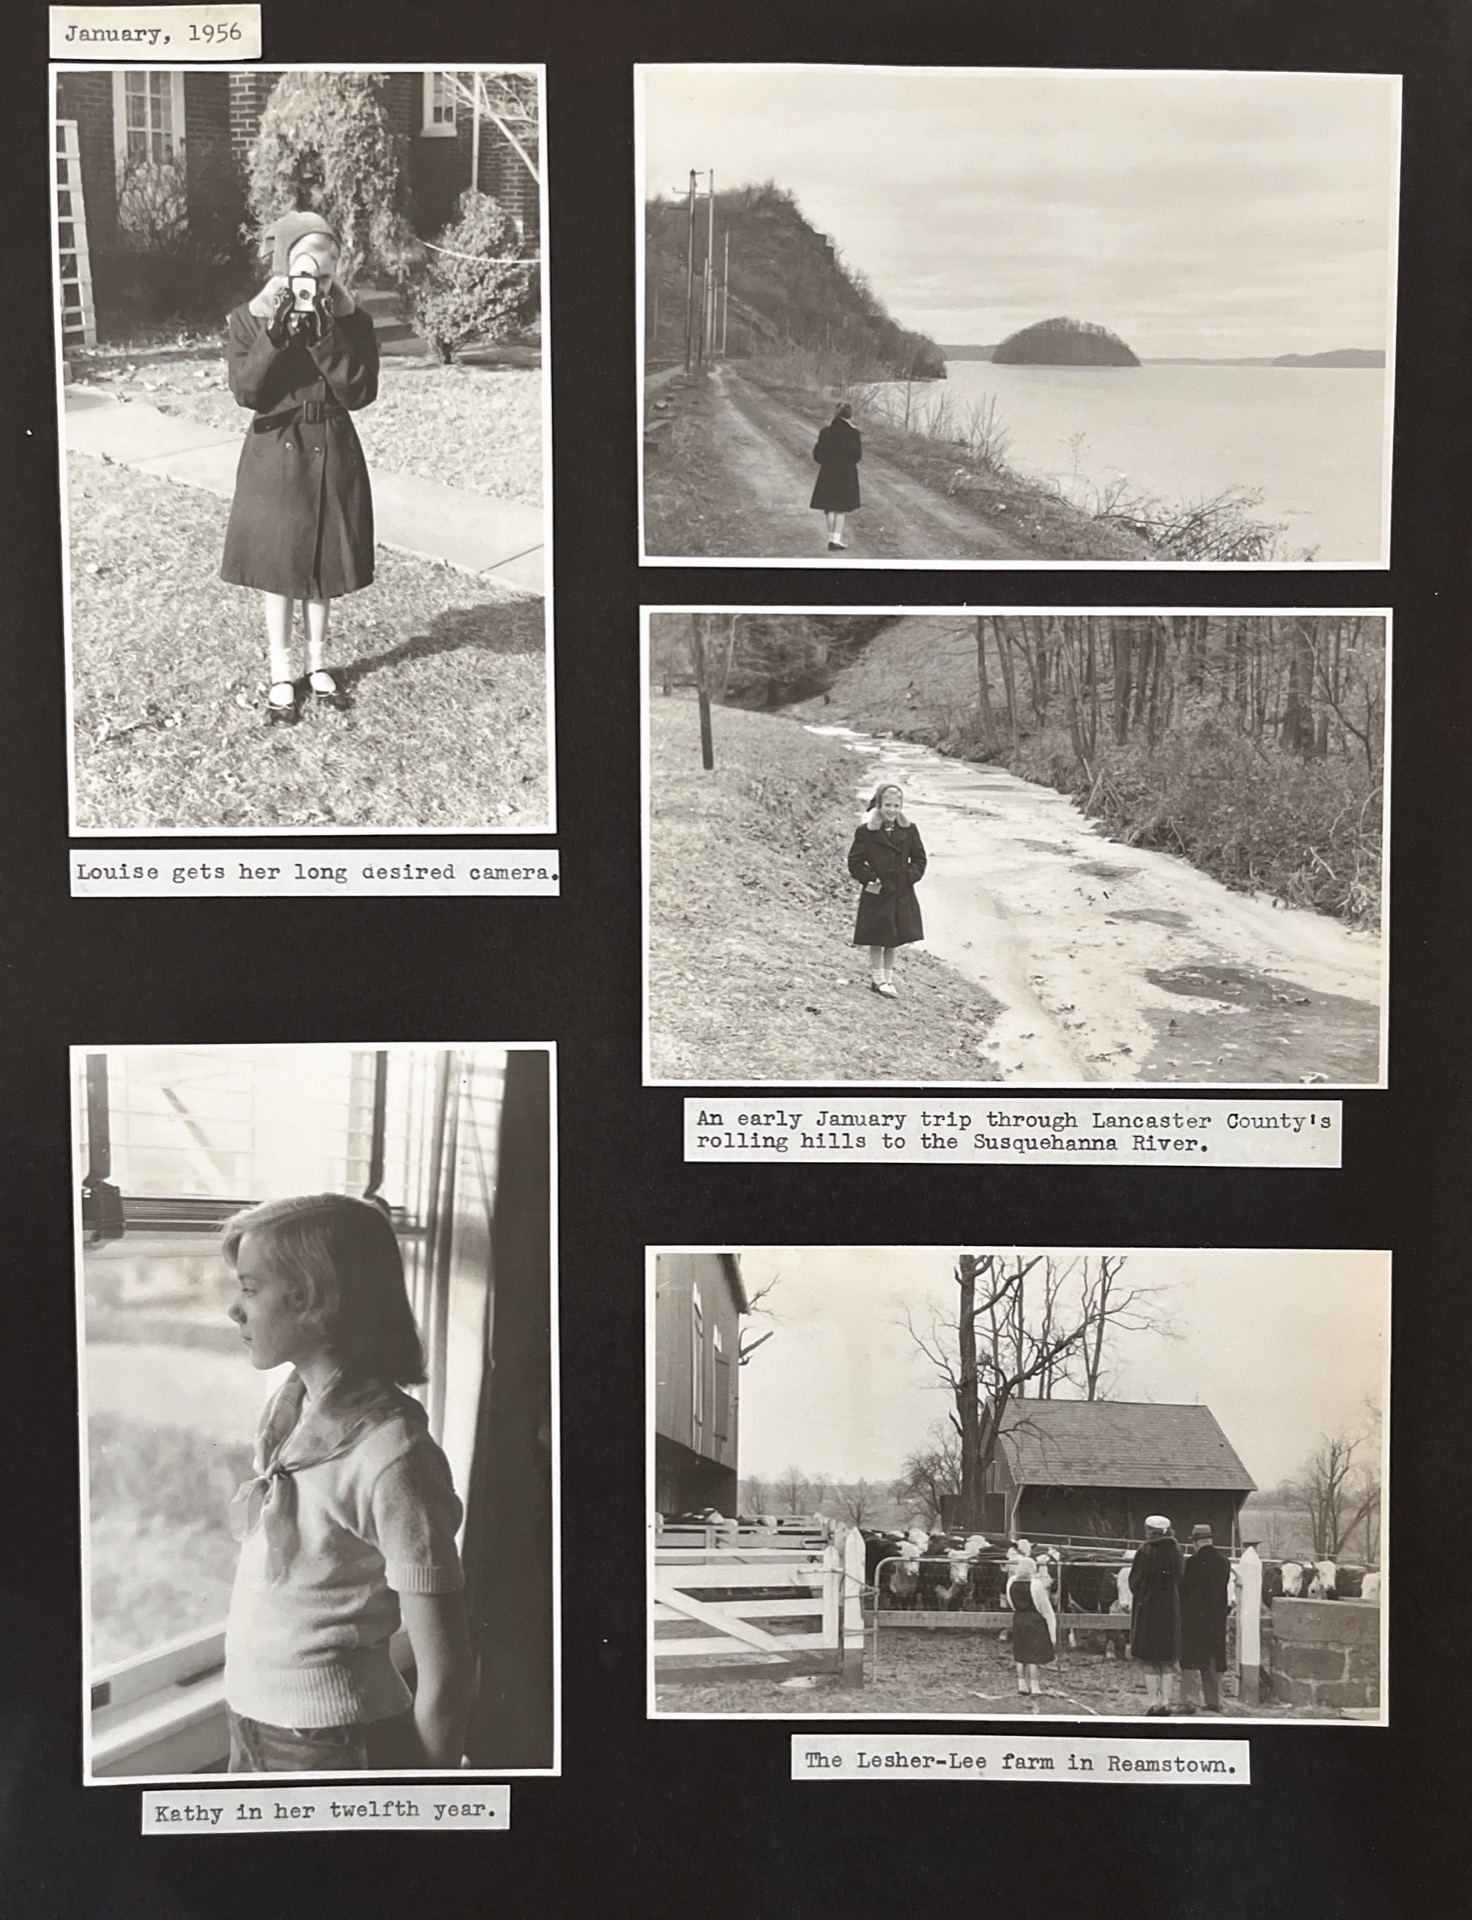 January, 1956
Louise gets her long desired camera.
An early January trip through Lancaster County's
rolling hills to the Susquehanna River.
Kathy in her twelfth year.
The Lesher-Lee farm in Reamstown.